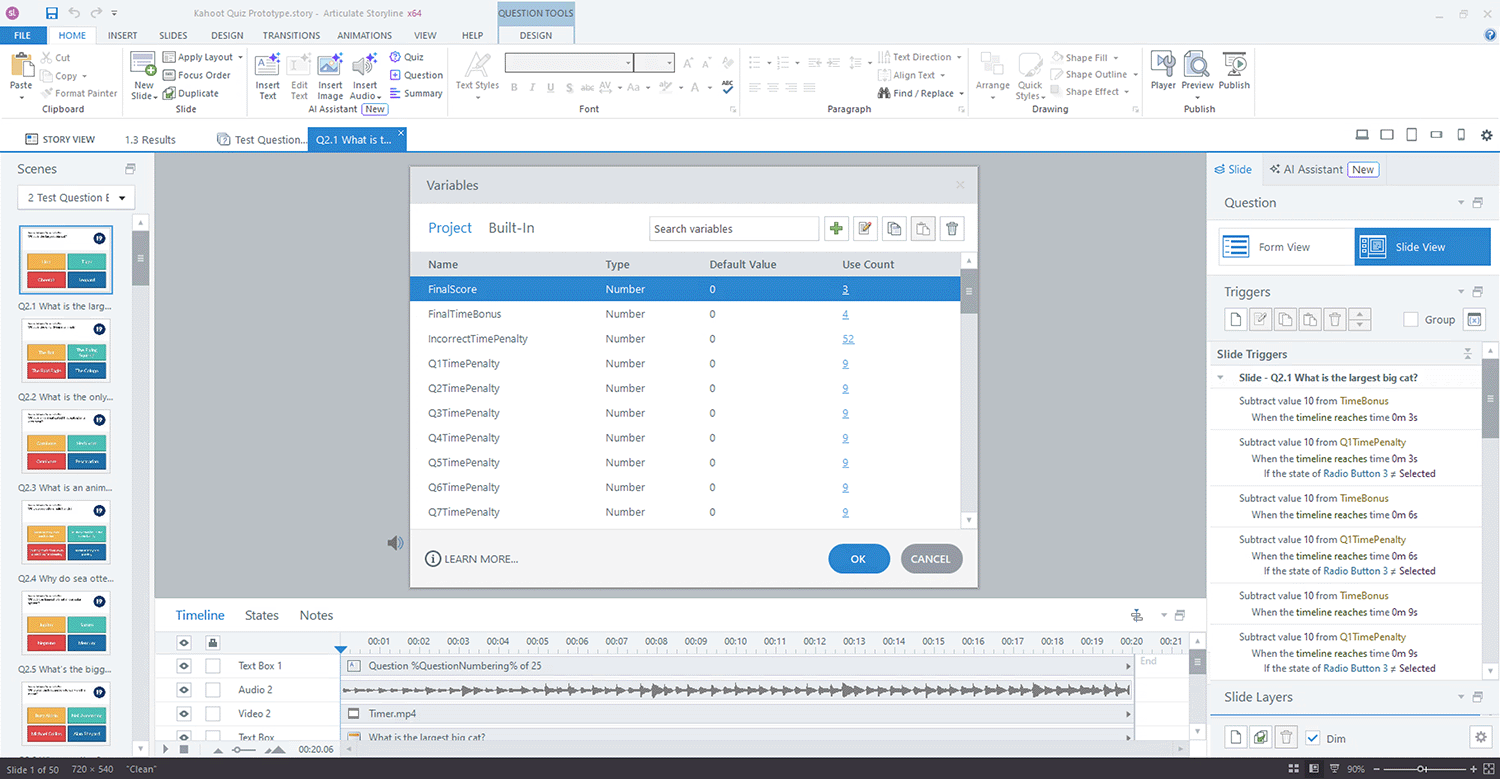 Kahoot Quiz Prototype.story - Articulate Storyline x64
QUESTION TOOLS
FILE HOME INSERT SLIDES DESIGN TRANSITIONS ANIMATIONS VIEW HELP DESIGN
Paste
Cut
Copy
Format Painter
Clipboard
New Slide
Apply Layout
Focus Order
Duplicate
Slide
Insert Text
Edit Text
Insert Image
Insert Audio
Quiz
Question
Summary
AI Assistant New
Text Styles
Font
Text Direction
Align Text
Find / Replace
Paragraph
Arrange
Quick Styles
Shape Fill
Shape Outline
Shape Effect
Drawing
Player
Preview
Publish
Publish
STORY VIEW
1.3 Results
Test Question...
Q2.1 What is t...
Scenes
2 Test Question
Q2.1 What is the larg...
Q2.2 What is the only...
Q2.3 What is an anim...
Q2.4 Why do sea otte...
Q2.5 What's the bigg...
Variables
Project Built-In
Search variables
Name Type Default Value Use Count
FinalScore Number 0 3
FinalTimeBonus Number 0 4
IncorrectTimePenalty Number 0 52
Q1TimePenalty Number 0 9
Q2TimePenalty Number 0 9
Q3TimePenalty Number 0 9
Q4TimePenalty Number 0 9
Q5TimePenalty Number 0 9
Q6TimePenalty Number 0 9
Q7TimePenalty Number 0 9
LEARN MORE...
OK
CANCEL
Timeline States Notes
00:01 00:02 00:03 00:04 00:05 00:06 00:07 00:08 00:09 00:10 00:11 00:12 00:13 00:14 00:15 00:16 00:17 00:18 00:19 00:20 00:21
Text Box 1 Question %QuestionNumbering% of 25 End
Audio 2
Video 2 Timer.mp4
Text Box What is the largest big cat?
00:20.06
Slide AI Assistant New
Question
Form View
Slide View
Triggers
Group
Slide Triggers
Slide - Q2.1 What is the largest big cat?
Subtract value 10 from TimeBonus
When the timeline reaches time 0m 3s
Subtract value 10 from Q1TimePenalty
When the timeline reaches time 0m 3s
If the state of Radio Button 3 ≠ Selected
Subtract value 10 from TimeBonus
When the timeline reaches time 0m 6s
Subtract value 10 from Q1TimePenalty
When the timeline reaches time 0m 6s
If the state of Radio Button 3 ≠ Selected
Subtract value 10 from TimeBonus
When the timeline reaches time 0m 9s
Subtract value 10 from Q1TimePenalty
When the timeline reaches time 0m 9s
If the state of Radio Button 3 ≠ Selected
Slide Layers
Dim
Slide 1 of 50 720 × 540 "Clean"
90%